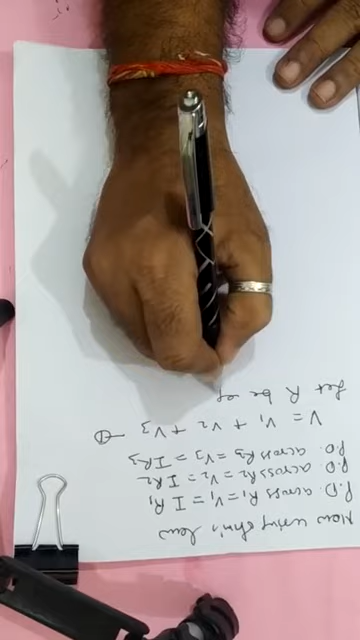 Now using ohm's law
P.D. across R₁ = V₁ = I R₁
P.D. across R₂ = V₂ = I R₂
P.D. across R₃ = V₃ = I R₃
V = V₁ + V₂ + V₃ → ①
Let R be eq